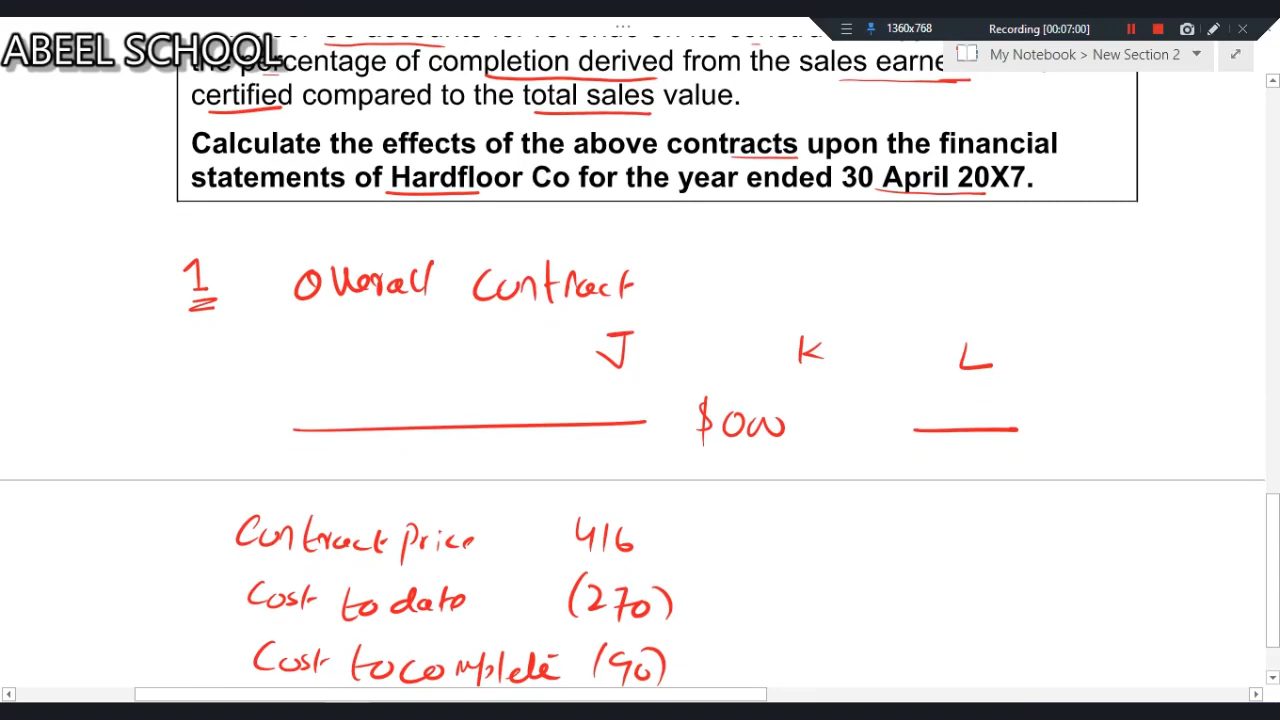 1360x768 Recording [00:07:00]
ABEEL SCHOOL
My Notebook > New Section 2
the percentage of completion derived from the sales earne
certified compared to the total sales value.
Calculate the effects of the above contracts upon the financial
statements of Hardfloor Co for the year ended 30 April 20X7.
1 Overall contract
J K L
$000
Contract price 416
Cost to date (270)
Cost to complete (90)